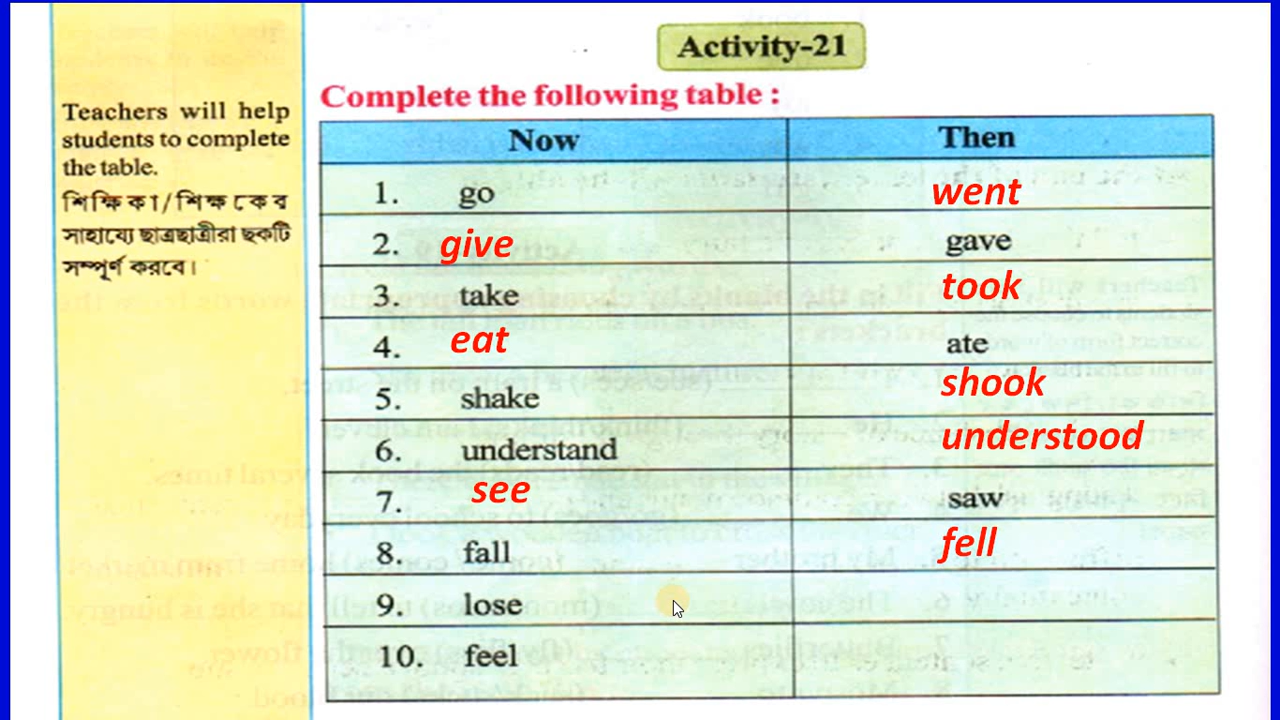 Activity-21
Teachers will help
students to complete
the table.
শিক্ষিকা/শিক্ষকের
সাহায্যে ছাত্রছাত্রীরা ছকটি
সম্পূর্ণ করবে।
Complete the following table :
Now Then
1. go went
2. give gave
3. take took
4. eat ate
5. shake shook
6. understand understood
7. see saw
8. fall fell
9. lose
10. feel